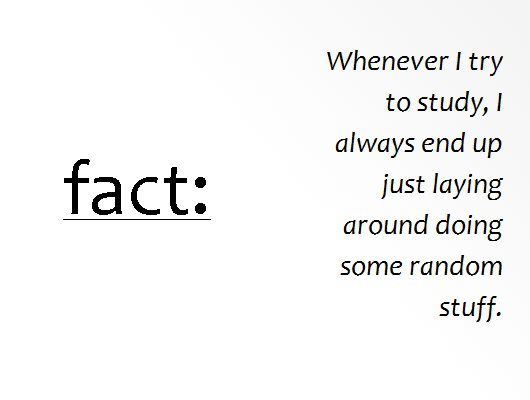 fact:
Whenever I try
to study, I
always end up
just laying
around doing
some random
stuff.